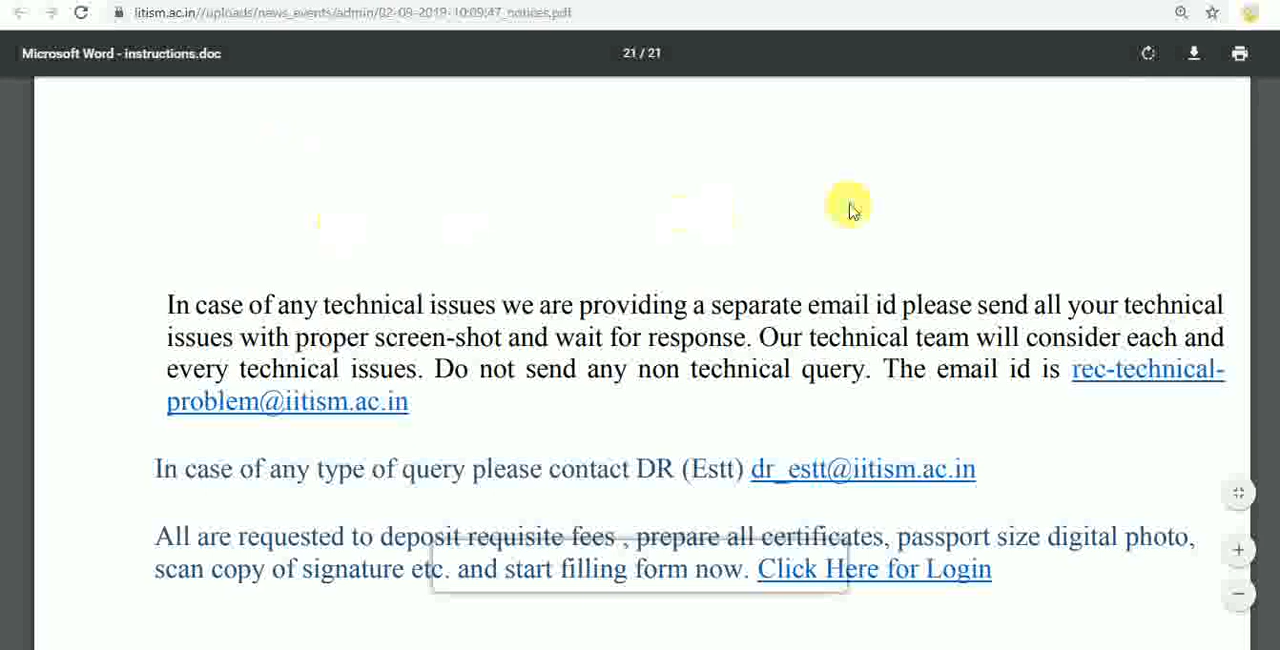 iitism.ac.in//uploads/news_events/admin/02-09-2019-10:09:47_notices.pdf
Microsoft Word - instructions.doc
21 / 21
In case of any technical issues we are providing a separate email id please send all your technical
issues with proper screen-shot and wait for response. Our technical team will consider each and
every technical issues. Do not send any non technical query. The email id is rec-technical-
problem@iitism.ac.in
In case of any type of query please contact DR (Estt) dr_estt@iitism.ac.in
All are requested to deposit requisite fees , prepare all certificates, passport size digital photo,
scan copy of signature etc. and start filling form now. Click Here for Login